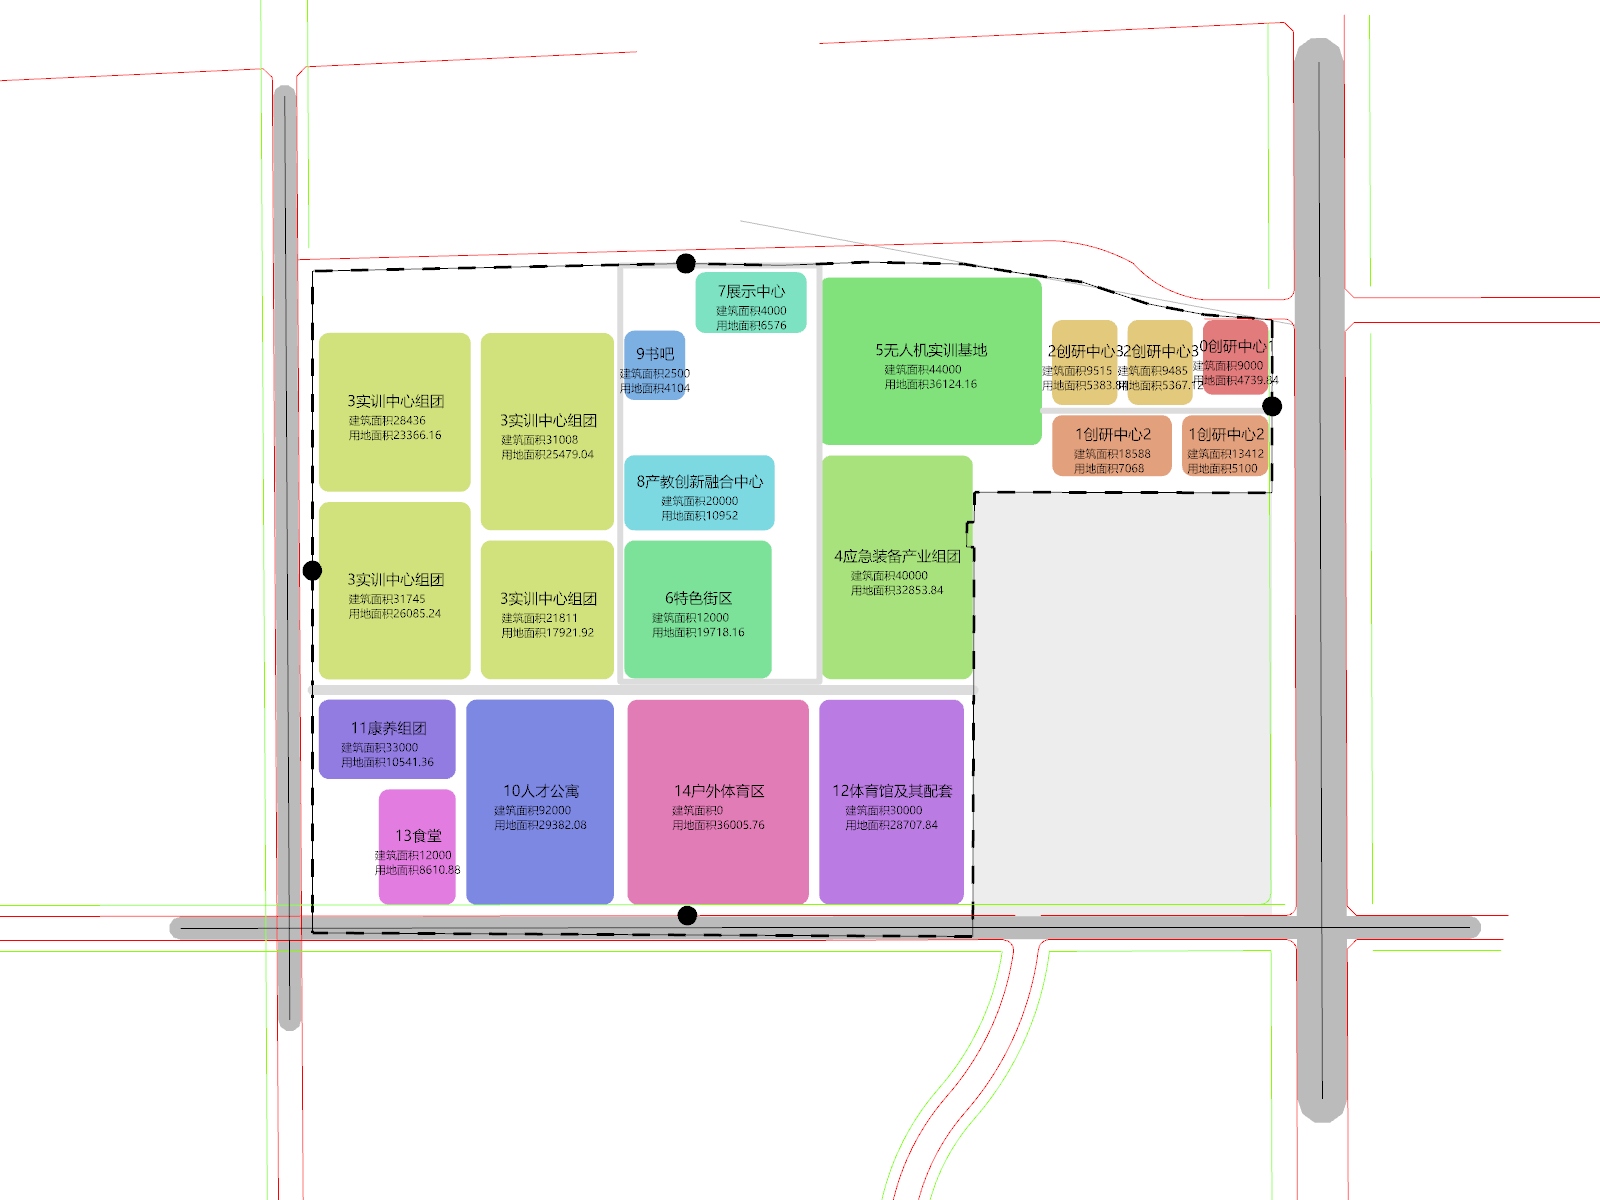 7展示中心
建筑面积4000
用地面积6576
9书吧
建筑面积2500
用地面积4104
5无人机实训基地
建筑面积44000
用地面积36124.16
2创研中心3
建筑面积9515
用地面积5383.84
2创研中心3
建筑面积9485
用地面积5367.12
0创研中心1
建筑面积9000
用地面积4739.84
3实训中心组团
建筑面积28436
用地面积23366.16
3实训中心组团
建筑面积31008
用地面积25479.04
1创研中心2
建筑面积18588
用地面积7068
1创研中心2
建筑面积13412
用地面积5100
8产教创新融合中心
建筑面积20000
用地面积10952
4应急装备产业组团
建筑面积40000
用地面积32853.84
3实训中心组团
建筑面积31745
用地面积26085.24
3实训中心组团
建筑面积21811
用地面积17921.92
6特色街区
建筑面积12000
用地面积19718.16
11康养组团
建筑面积33000
用地面积10541.36
10人才公寓
建筑面积92000
用地面积29382.08
14户外体育区
建筑面积0
用地面积36005.76
12体育馆及其配套
建筑面积30000
用地面积28707.84
13食堂
建筑面积12000
用地面积8610.88